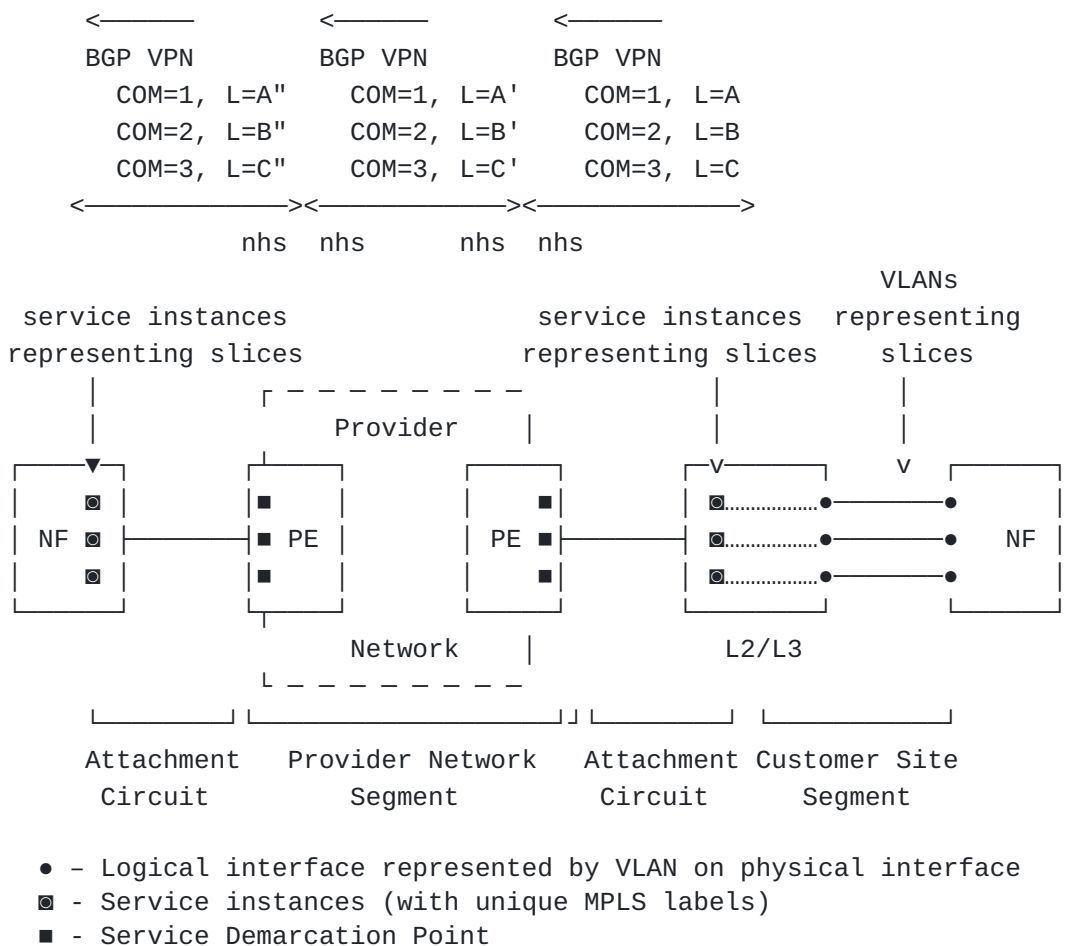 BGP VPN BGP VPN BGP VPN
COM=1, L=A" COM=1, L=A' COM=1, L=A
COM=2, L=B" COM=2, L=B' COM=2, L=B
COM=3, L=C" COM=3, L=C' COM=3, L=C
nhs nhs nhs nhs
VLANs
service instances service instances representing
representing slices representing slices slices
Provider
NF PE PE NF
Network L2/L3
Attachment Provider Network Attachment Customer Site
Circuit Segment Circuit Segment
● – Logical interface represented by VLAN on physical interface
◙ - Service instances (with unique MPLS labels)
■ - Service Demarcation Point